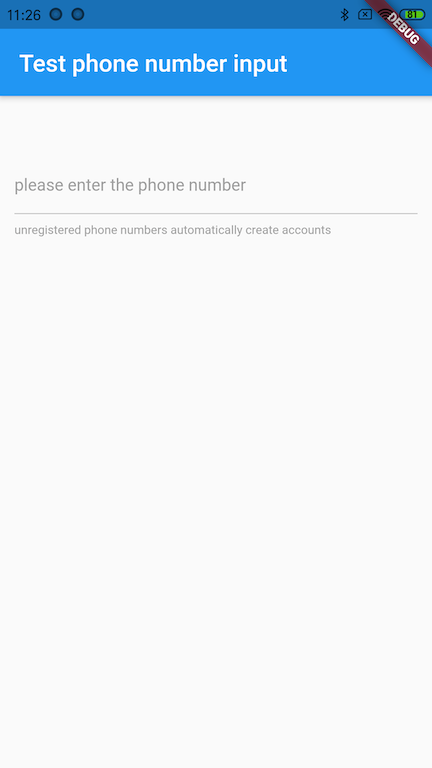 11:26
81
DEBUG
Test phone number input
please enter the phone number
unregistered phone numbers automatically create accounts